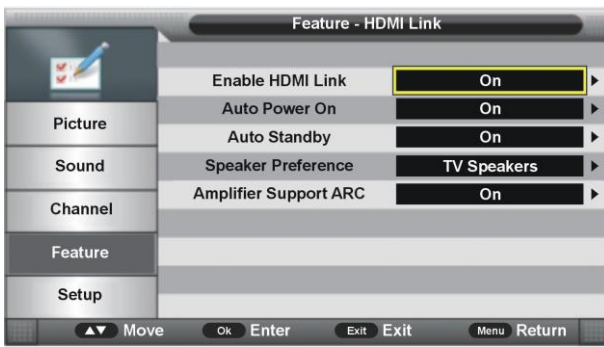 Feature - HDMI Link
Enable HDMI Link On
Auto Power On On
Auto Standby On
Speaker Preference TV Speakers
Amplifier Support ARC On
Picture
Sound
Channel
Feature
Setup
Move Ok Enter Exit Exit Menu Return